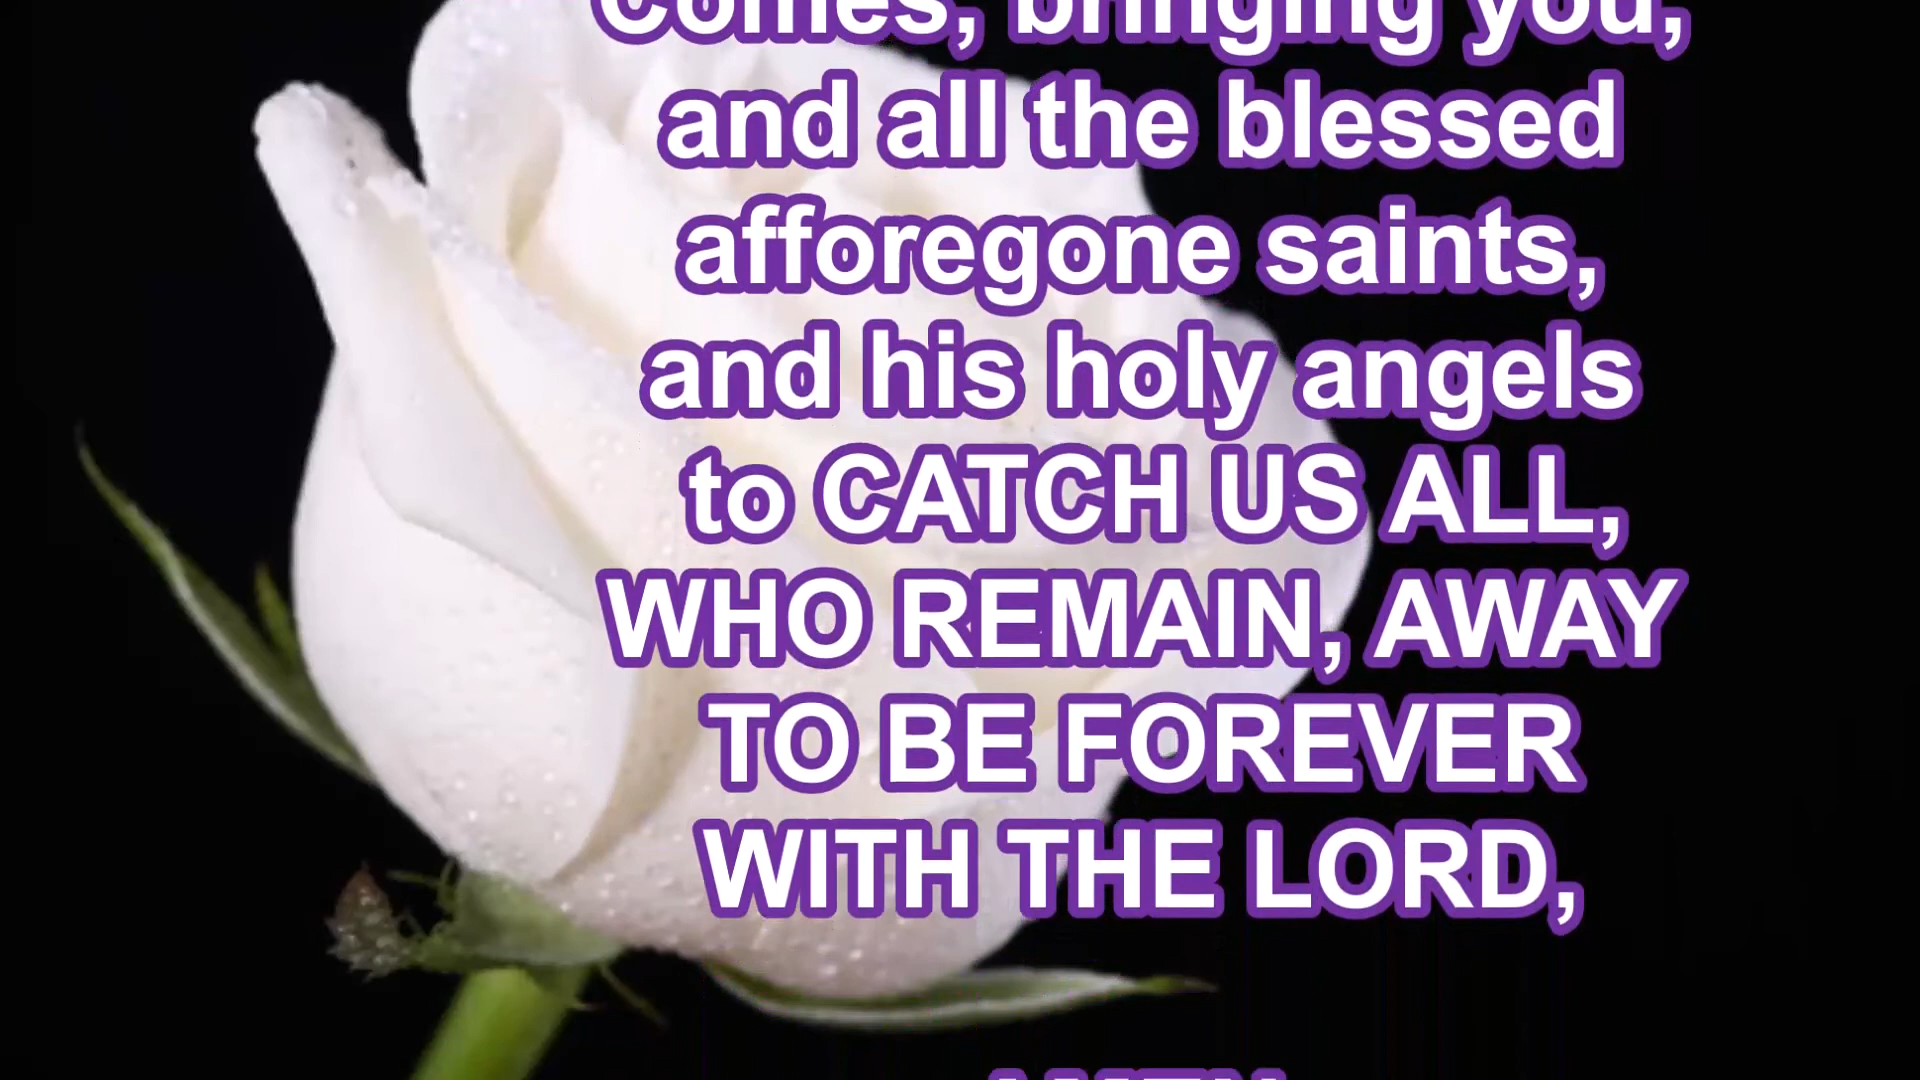 Comes, bringing you,
and all the blessed
afforegone saints,
and his holy angels
to CATCH US ALL,
WHO REMAIN, AWAY
TO BE FOREVER
WITH THE LORD,